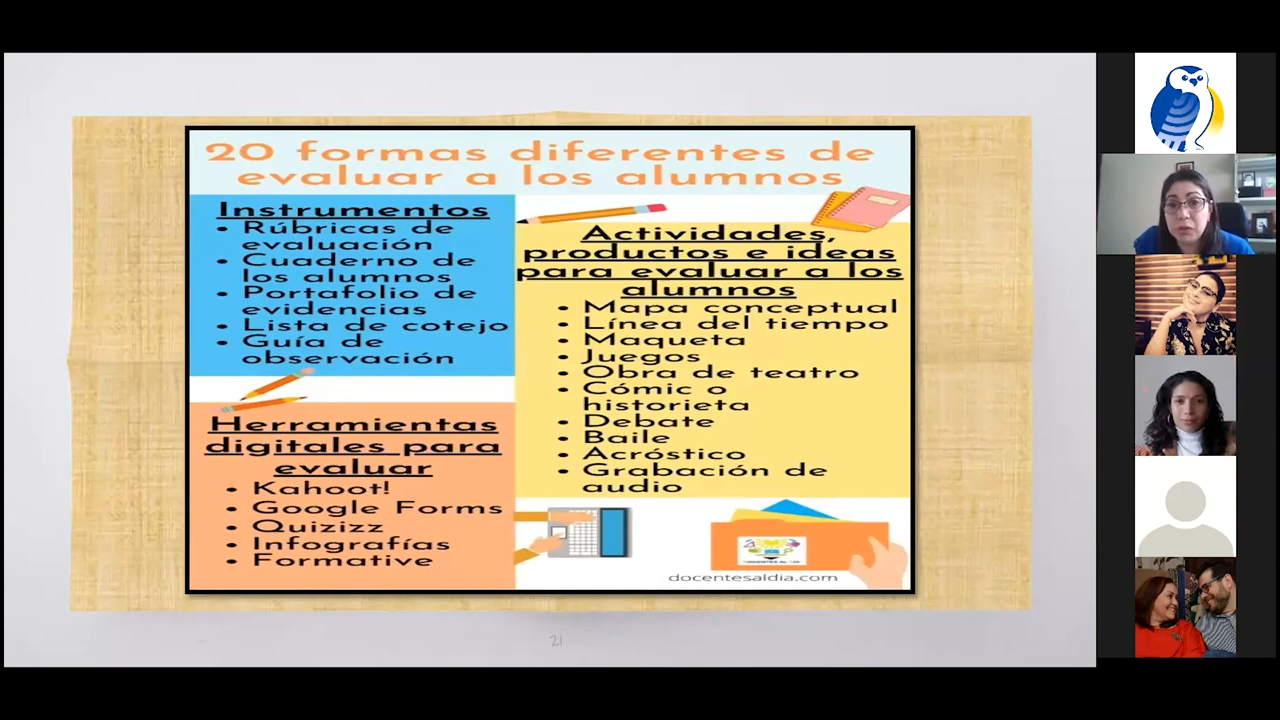 20 formas diferentes de
evaluar a los alumnos
Instrumentos
• Rúbricas de
evaluación
• Cuaderno de
los alumnos
• Portafolio de
evidencias
• Lista de cotejo
• Guía de
observación
Herramientas
digitales para
evaluar
• Kahoot!
• Google Forms
• Quizizz
• Infografías
• Formative
Actividades,
productos e ideas
para evaluar a los
alumnos
• Mapa conceptual
• Línea del tiempo
• Maqueta
• Juegos
• Obra de teatro
• Cómic o
historieta
• Debate
• Baile
• Acróstico
• Grabación de
audio
docentesaldia.com
21